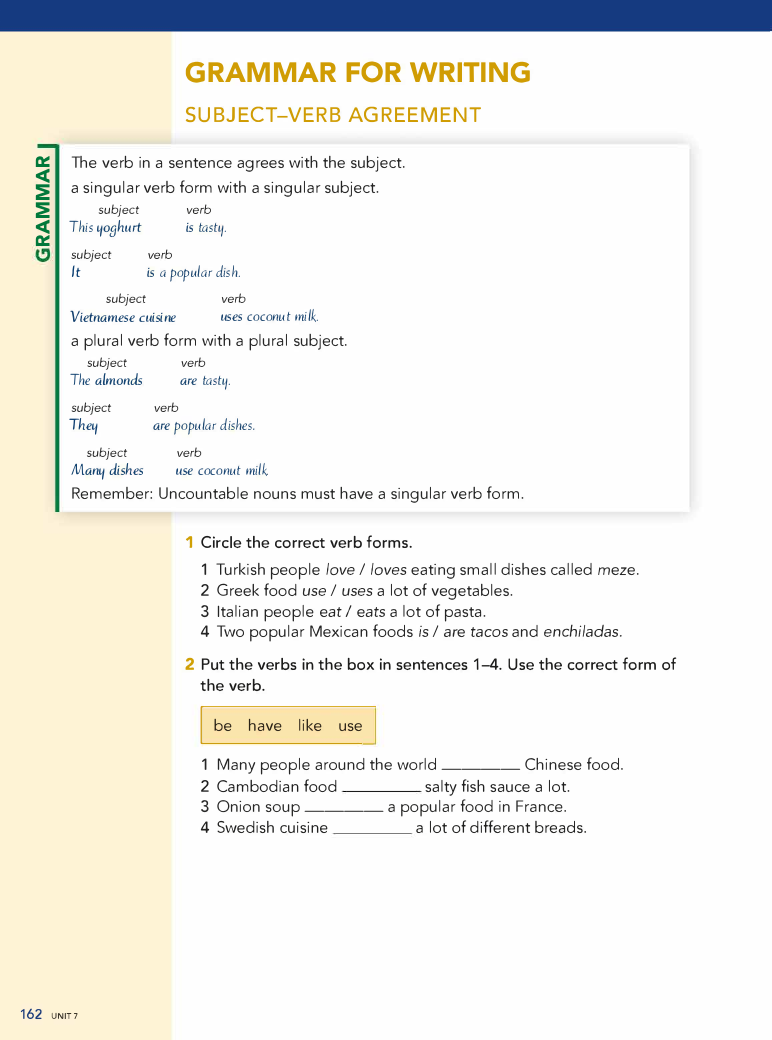 GRAMMAR FOR WRITING
SUBJECT–VERB AGREEMENT
GRAMMAR
The verb in a sentence agrees with the subject.
a singular verb form with a singular subject.
subject verb
This yoghurt is tasty.
subject verb
It is a popular dish.
subject verb
Vietnamese cuisine uses coconut milk.
a plural verb form with a plural subject.
subject verb
The almonds are tasty.
subject verb
They are popular dishes.
subject verb
Many dishes use coconut milk.
Remember: Uncountable nouns must have a singular verb form.
1 Circle the correct verb forms.
1 Turkish people love / loves eating small dishes called meze.
2 Greek food use / uses a lot of vegetables.
3 Italian people eat / eats a lot of pasta.
4 Two popular Mexican foods is / are tacos and enchiladas.
2 Put the verbs in the box in sentences 1–4. Use the correct form of
the verb.
be have like use
1 Many people around the world _________ Chinese food.
2 Cambodian food _________ salty fish sauce a lot.
3 Onion soup _________ a popular food in France.
4 Swedish cuisine _________ a lot of different breads.
162 UNIT 7